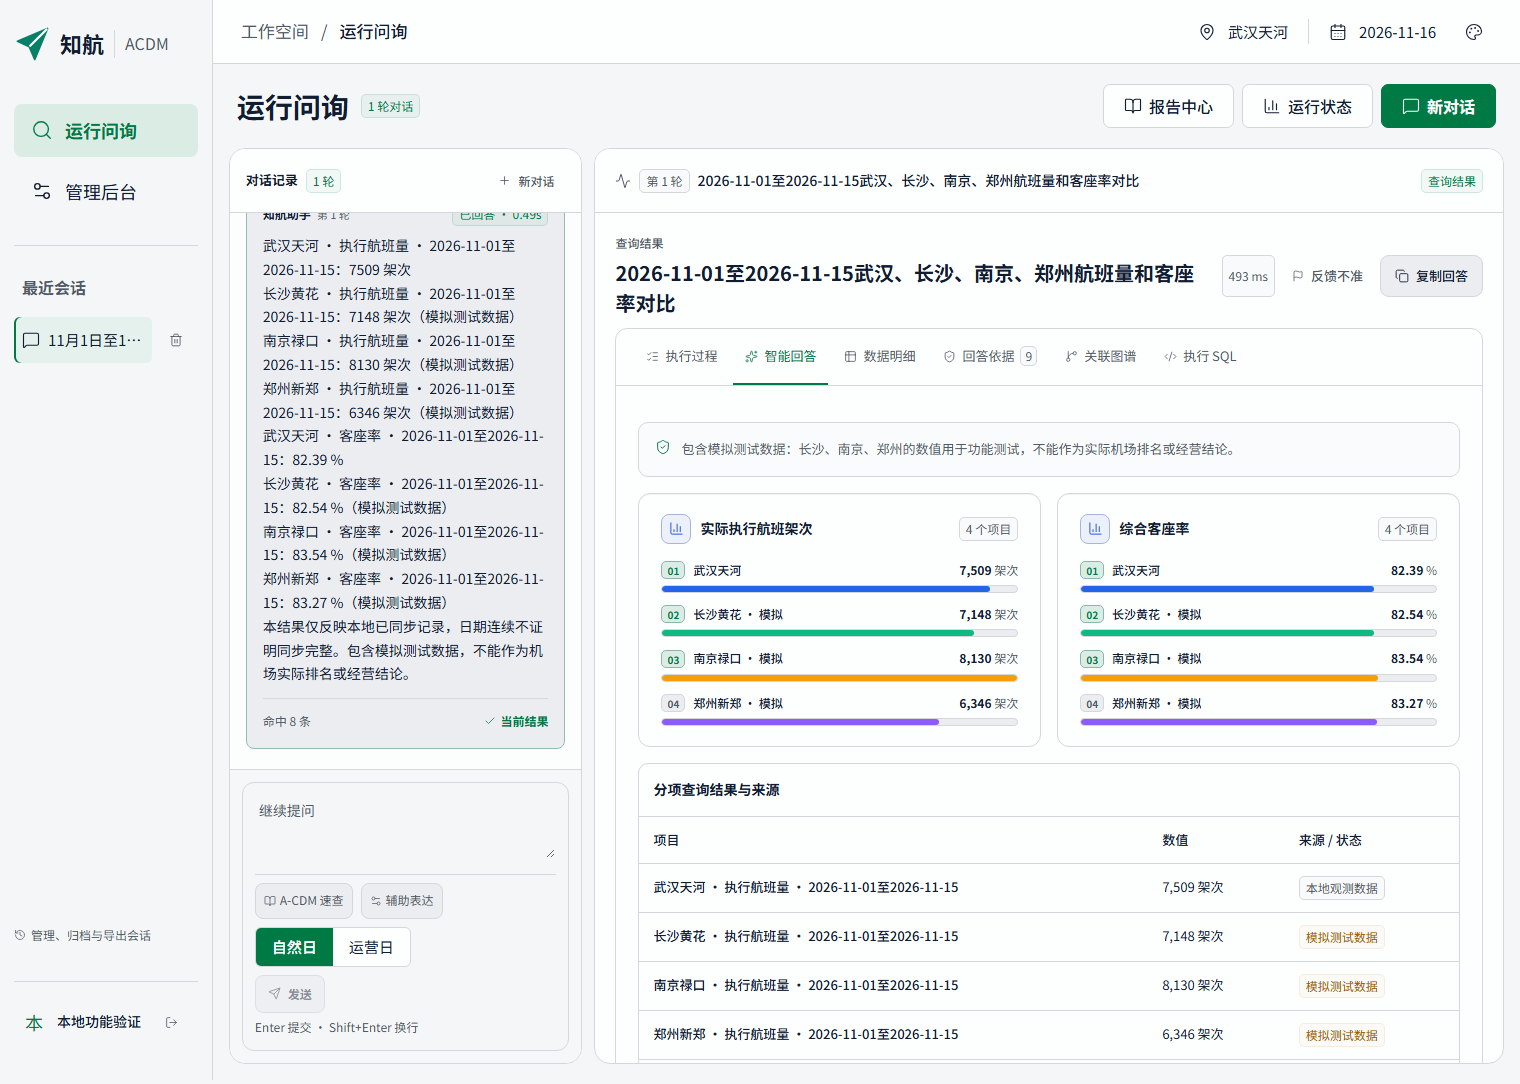 知航
ACDM
运行问询
管理后台
最近会话
11月1日至1···
管理、归档与导出会话
本
本地功能验证
工作空间 / 运行问询
武汉天河
2026-11-16
运行问询
1 轮对话
报告中心
运行状态
新对话
对话记录
1 轮
新对话
知航助手 第 1 轮
已回答 · 0.49s
武汉天河 · 执行航班量 · 2026-11-01至
2026-11-15：7509 架次
长沙黄花 · 执行航班量 · 2026-11-01至
2026-11-15：7148 架次（模拟测试数据）
南京禄口 · 执行航班量 · 2026-11-01至
2026-11-15：8130 架次（模拟测试数据）
郑州新郑 · 执行航班量 · 2026-11-01至
2026-11-15：6346 架次（模拟测试数据）
武汉天河 · 客座率 · 2026-11-01至2026-11-
15：82.39 %
长沙黄花 · 客座率 · 2026-11-01至2026-11-
15：82.54 %（模拟测试数据）
南京禄口 · 客座率 · 2026-11-01至2026-11-
15：83.54 %（模拟测试数据）
郑州新郑 · 客座率 · 2026-11-01至2026-11-
15：83.27 %（模拟测试数据）
本结果仅反映本地已同步记录，日期连续不证
明同步完整。包含模拟测试数据，不能作为机
场实际排名或经营结论。
命中 8 条
当前结果
继续提问
A-CDM 速查
辅助表达
自然日
运营日
发送
Enter 提交 · Shift+Enter 换行
第 1 轮
2026-11-01至2026-11-15武汉、长沙、南京、郑州航班量和客座率对比
查询结果
查询结果
2026-11-01至2026-11-15武汉、长沙、南京、郑州航班量和客座
率对比
493 ms
反馈不准
复制回答
执行过程
智能回答
数据明细
回答依据 9
关联图谱
执行 SQL
包含模拟测试数据：长沙、南京、郑州的数值用于功能测试，不能作为实际机场排名或经营结论。
实际执行航班架次
4 个项目
01 武汉天河 7,509 架次
02 长沙黄花 · 模拟 7,148 架次
03 南京禄口 · 模拟 8,130 架次
04 郑州新郑 · 模拟 6,346 架次
综合客座率
4 个项目
01 武汉天河 82.39 %
02 长沙黄花 · 模拟 82.54 %
03 南京禄口 · 模拟 83.54 %
04 郑州新郑 · 模拟 83.27 %
分项查询结果与来源
项目 数值 来源 / 状态
武汉天河 · 执行航班量 · 2026-11-01至2026-11-15 7,509 架次 本地观测数据
长沙黄花 · 执行航班量 · 2026-11-01至2026-11-15 7,148 架次 模拟测试数据
南京禄口 · 执行航班量 · 2026-11-01至2026-11-15 8,130 架次 模拟测试数据
郑州新郑 · 执行航班量 · 2026-11-01至2026-11-15 6,346 架次 模拟测试数据